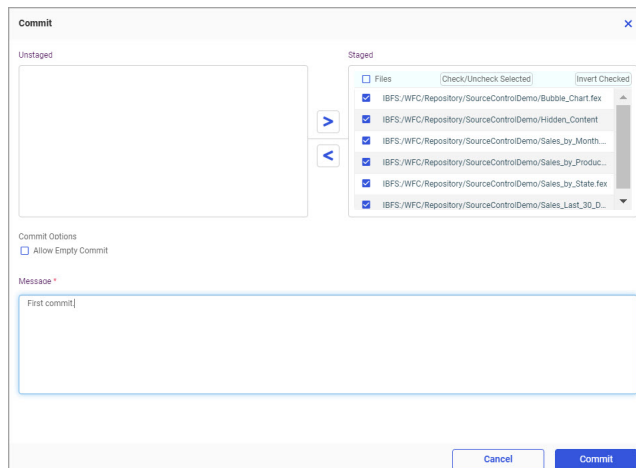 Commit
Unstaged
Staged
Files Check/Uncheck Selected Invert Checked
IBFS:/WFC/Repository/SourceControlDemo/Bubble_Chart.fex
IBFS:/WFC/Repository/SourceControlDemo/Hidden_Content
IBFS:/WFC/Repository/SourceControlDemo/Sales_by_Month....
IBFS:/WFC/Repository/SourceControlDemo/Sales_by_Produc...
IBFS:/WFC/Repository/SourceControlDemo/Sales_by_State.fex
IBFS:/WFC/Repository/SourceControlDemo/Sales_Last_30_D...
Commit Options
Allow Empty Commit
Message *
First commit.
Cancel Commit